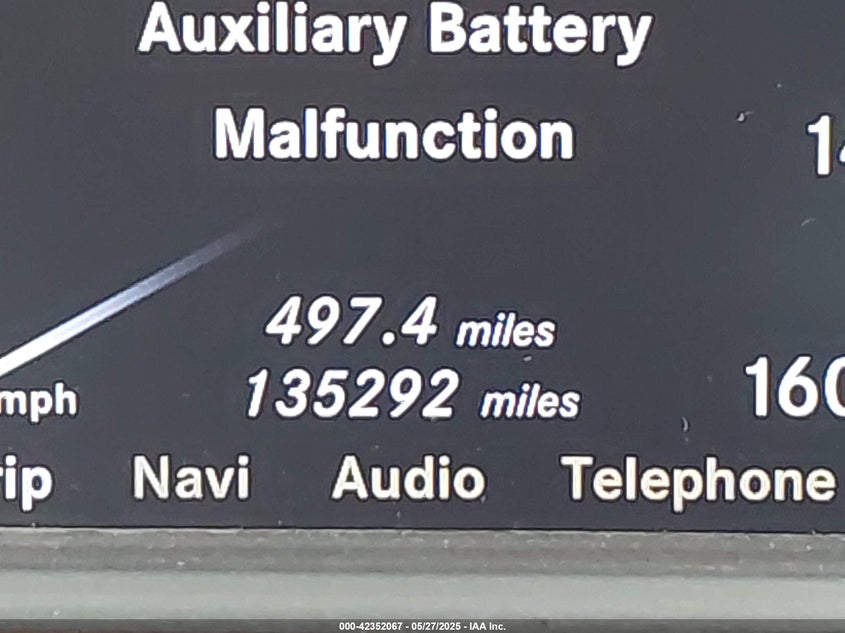 Auxiliary Battery
Malfunction
497.4 miles
135292 miles
mph
160
Navi Audio Telephone
000-42352067 - 05/27/2025 - IAA Inc.